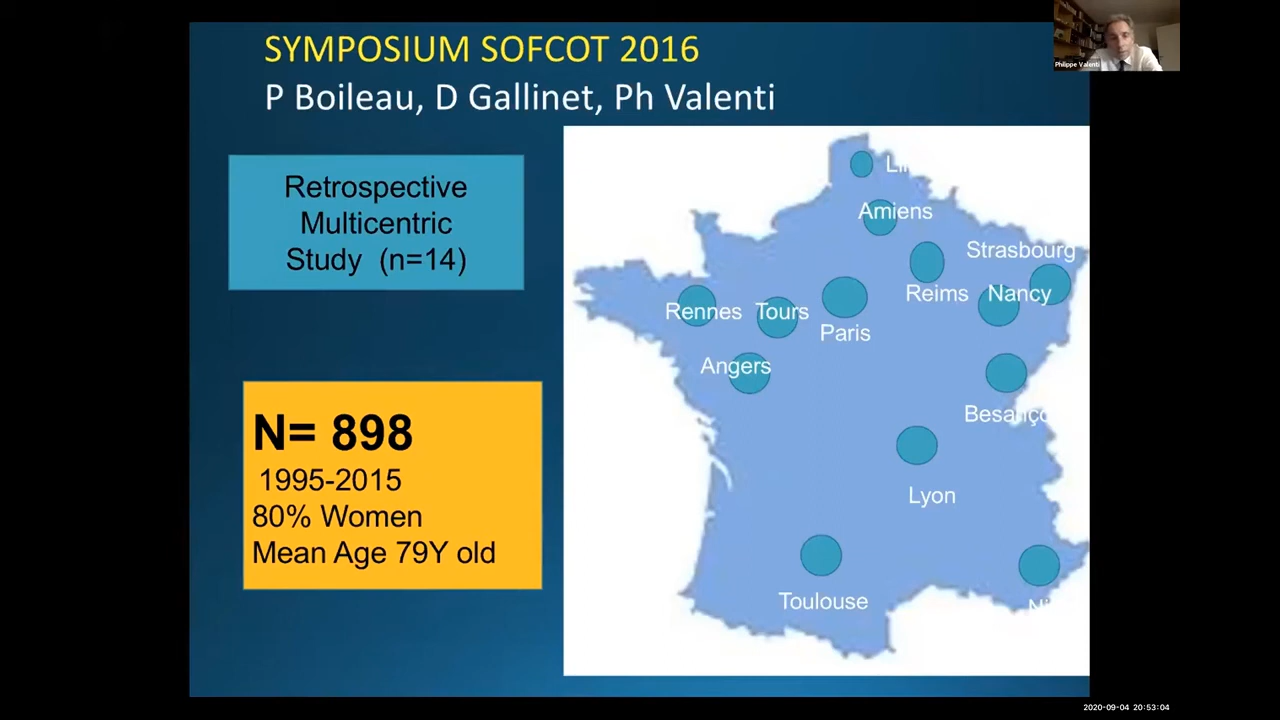 SYMPOSIUM SOFCOT 2016
P Boileau, D Gallinet, Ph Valenti
Philippe Valenti
Retrospective
Multicentric
Study (n=14)
N= 898
1995-2015
80% Women
Mean Age 79Y old
Amiens
Strasbourg
Reims
Nancy
Rennes
Tours
Paris
Angers
Lyon
Toulouse
2020-09-04 20:53:04